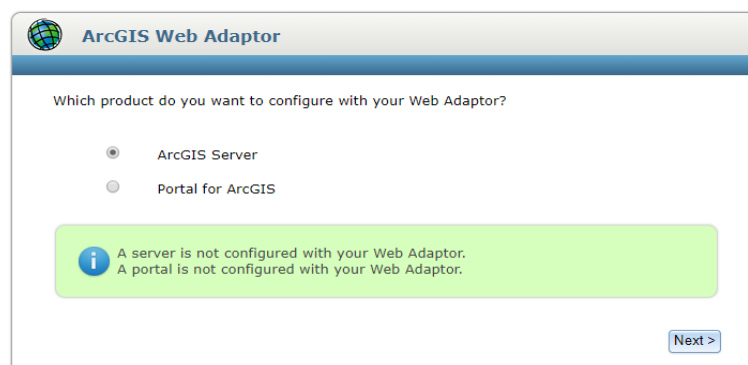 ArcGIS Web Adaptor
Which product do you want to configure with your Web Adaptor?
ArcGIS Server
Portal for ArcGIS
A server is not configured with your Web Adaptor.
A portal is not configured with your Web Adaptor.
Next >